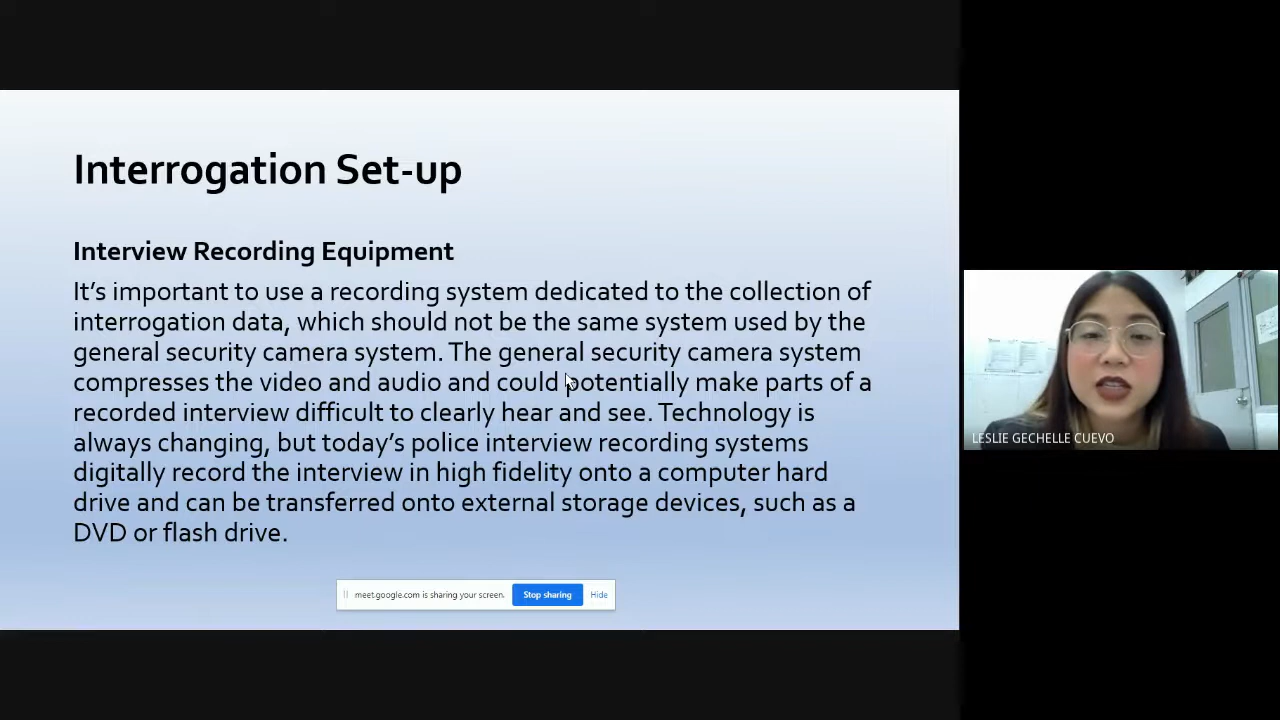 Interrogation Set-up
Interview Recording Equipment
It’s important to use a recording system dedicated to the collection of
interrogation data, which should not be the same system used by the
general security camera system. The general security camera system
compresses the video and audio and could potentially make parts of a
recorded interview difficult to clearly hear and see. Technology is
always changing, but today’s police interview recording systems
digitally record the interview in high fidelity onto a computer hard
drive and can be transferred onto external storage devices, such as a
DVD or flash drive.
meet.google.com is sharing your screen.
Stop sharing
Hide
LESLIE GECHELLE CUEVO